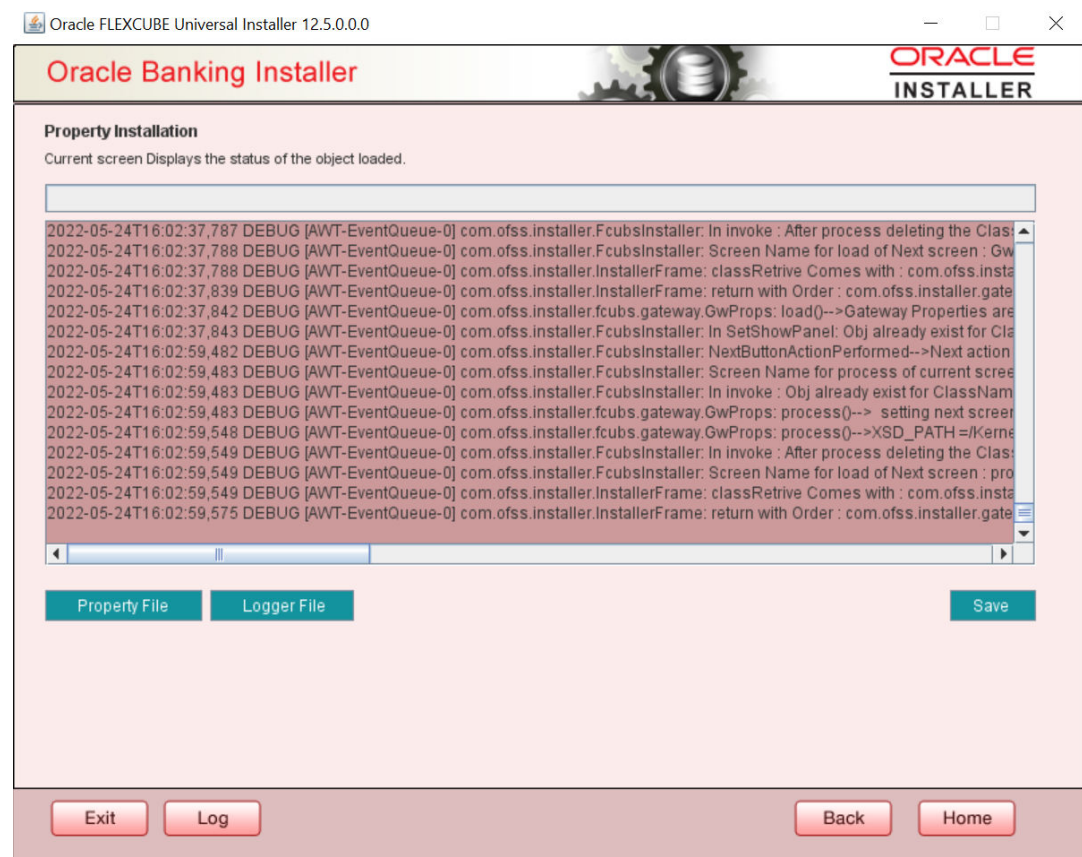 Oracle FLEXCUBE Universal Installer 12.5.0.0.0
Oracle Banking Installer
ORACLE
INSTALLER
Property Installation
Current screen Displays the status of the object loaded.
2022-05-24T16:02:37,787 DEBUG [AWT-EventQueue-0] com.ofss.installer.FcubsInstaller: In invoke : After process deleting the Clas
2022-05-24T16:02:37,788 DEBUG [AWT-EventQueue-0] com.ofss.installer.FcubsInstaller: Screen Name for load of Next screen : Gw
2022-05-24T16:02:37,788 DEBUG [AWT-EventQueue-0] com.ofss.installer.InstallerFrame: classRetrive Comes with : com.ofss.insta
2022-05-24T16:02:37,839 DEBUG [AWT-EventQueue-0] com.ofss.installer.InstallerFrame: return with Order : com.ofss.installer.gate
2022-05-24T16:02:37,842 DEBUG [AWT-EventQueue-0] com.ofss.installer.fcubs.gateway.GwProps: load()-->Gateway Properties are
2022-05-24T16:02:37,843 DEBUG [AWT-EventQueue-0] com.ofss.installer.FcubsInstaller: In SetShowPanel: Obj already exist for Cla
2022-05-24T16:02:59,482 DEBUG [AWT-EventQueue-0] com.ofss.installer.FcubsInstaller: NextButtonActionPerformed-->Next action
2022-05-24T16:02:59,483 DEBUG [AWT-EventQueue-0] com.ofss.installer.FcubsInstaller: Screen Name for process of current scree
2022-05-24T16:02:59,483 DEBUG [AWT-EventQueue-0] com.ofss.installer.FcubsInstaller: In invoke : Obj already exist for ClassNam
2022-05-24T16:02:59,483 DEBUG [AWT-EventQueue-0] com.ofss.installer.fcubs.gateway.GwProps: process()--> setting next screen
2022-05-24T16:02:59,548 DEBUG [AWT-EventQueue-0] com.ofss.installer.fcubs.gateway.GwProps: process()-->XSD_PATH =/Kerne
2022-05-24T16:02:59,549 DEBUG [AWT-EventQueue-0] com.ofss.installer.FcubsInstaller: In invoke : After process deleting the Clas
2022-05-24T16:02:59,549 DEBUG [AWT-EventQueue-0] com.ofss.installer.FcubsInstaller: Screen Name for load of Next screen : pro
2022-05-24T16:02:59,549 DEBUG [AWT-EventQueue-0] com.ofss.installer.InstallerFrame: classRetrive Comes with : com.ofss.insta
2022-05-24T16:02:59,575 DEBUG [AWT-EventQueue-0] com.ofss.installer.InstallerFrame: return with Order : com.ofss.installer.gate
Property File Logger File Save
Exit Log Back Home